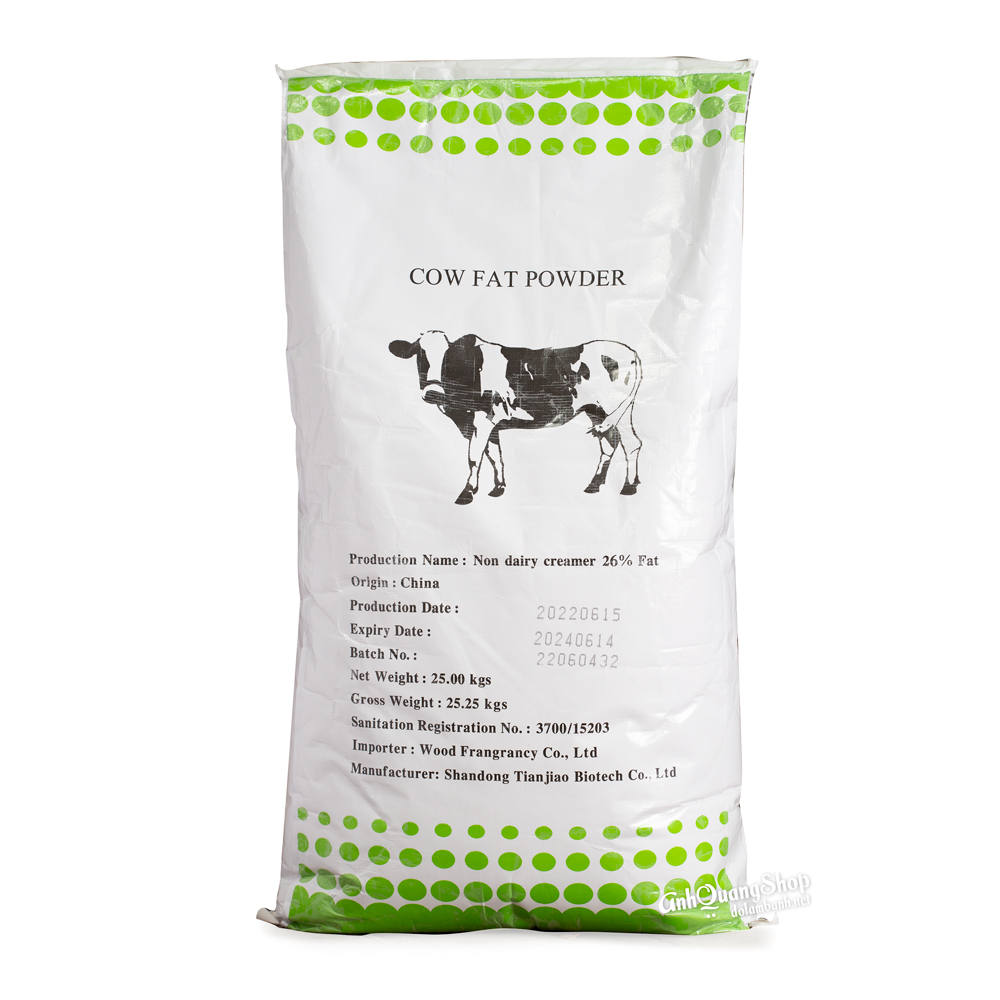 COW FAT POWDER
Production Name : Non dairy creamer 26% Fat
Origin : China
Production Date : 20220615
Expiry Date : 20240614
Batch No. : 22060432
Net Weight : 25.00 kgs
Gross Weight : 25.25 kgs
Sanitation Registration No. : 3700/15203
Importer : Wood Frangrancy Co., Ltd
Manufacturer: Shandong Tianjiao Biotech Co., Ltd
anhQuangShop
dolambanh.net